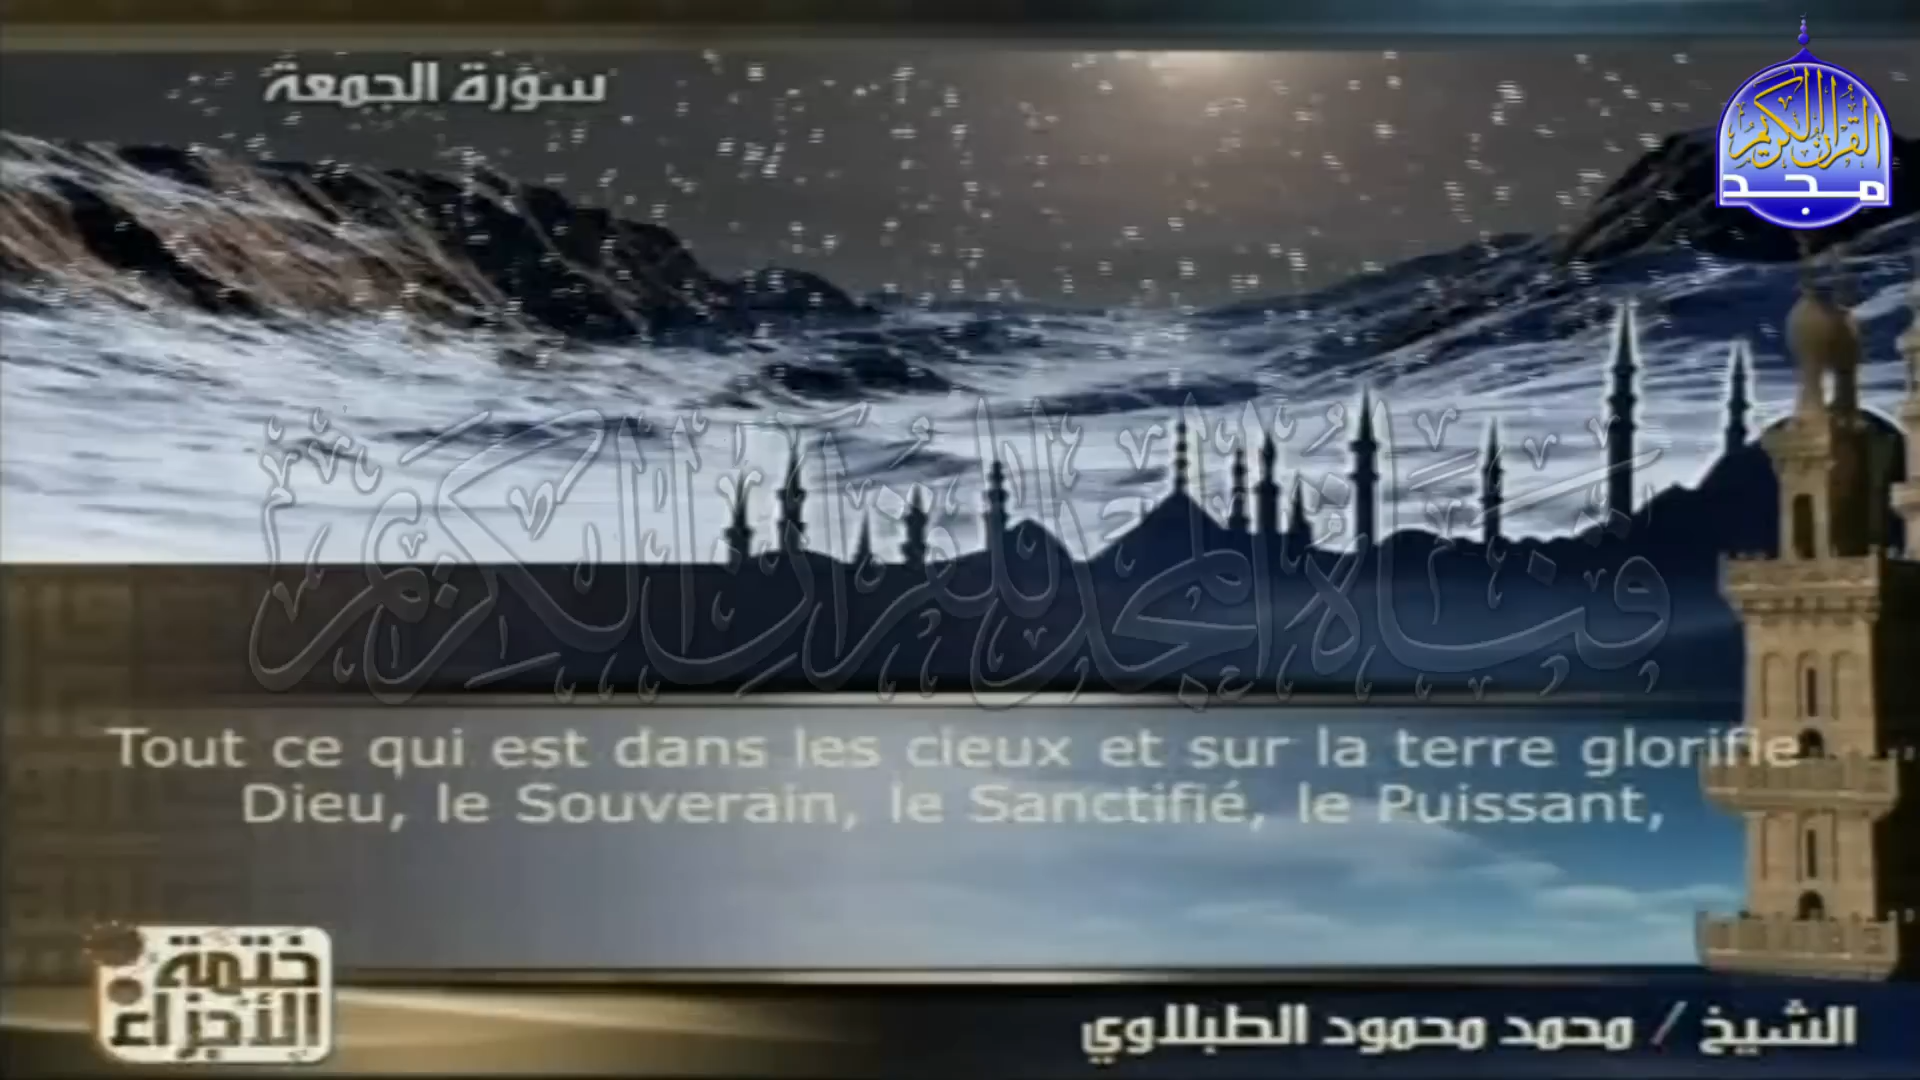 سورة الجمعة
القرآن الكريم
مجد
قناة المجد للقرآن الكريم
Tout ce qui est dans les cieux et sur la terre glorifie
Dieu, le Souverain, le Sanctifié, le Puissant,
ختمة
الأجزاء
الشيخ / محمد محمود الطبلاوي